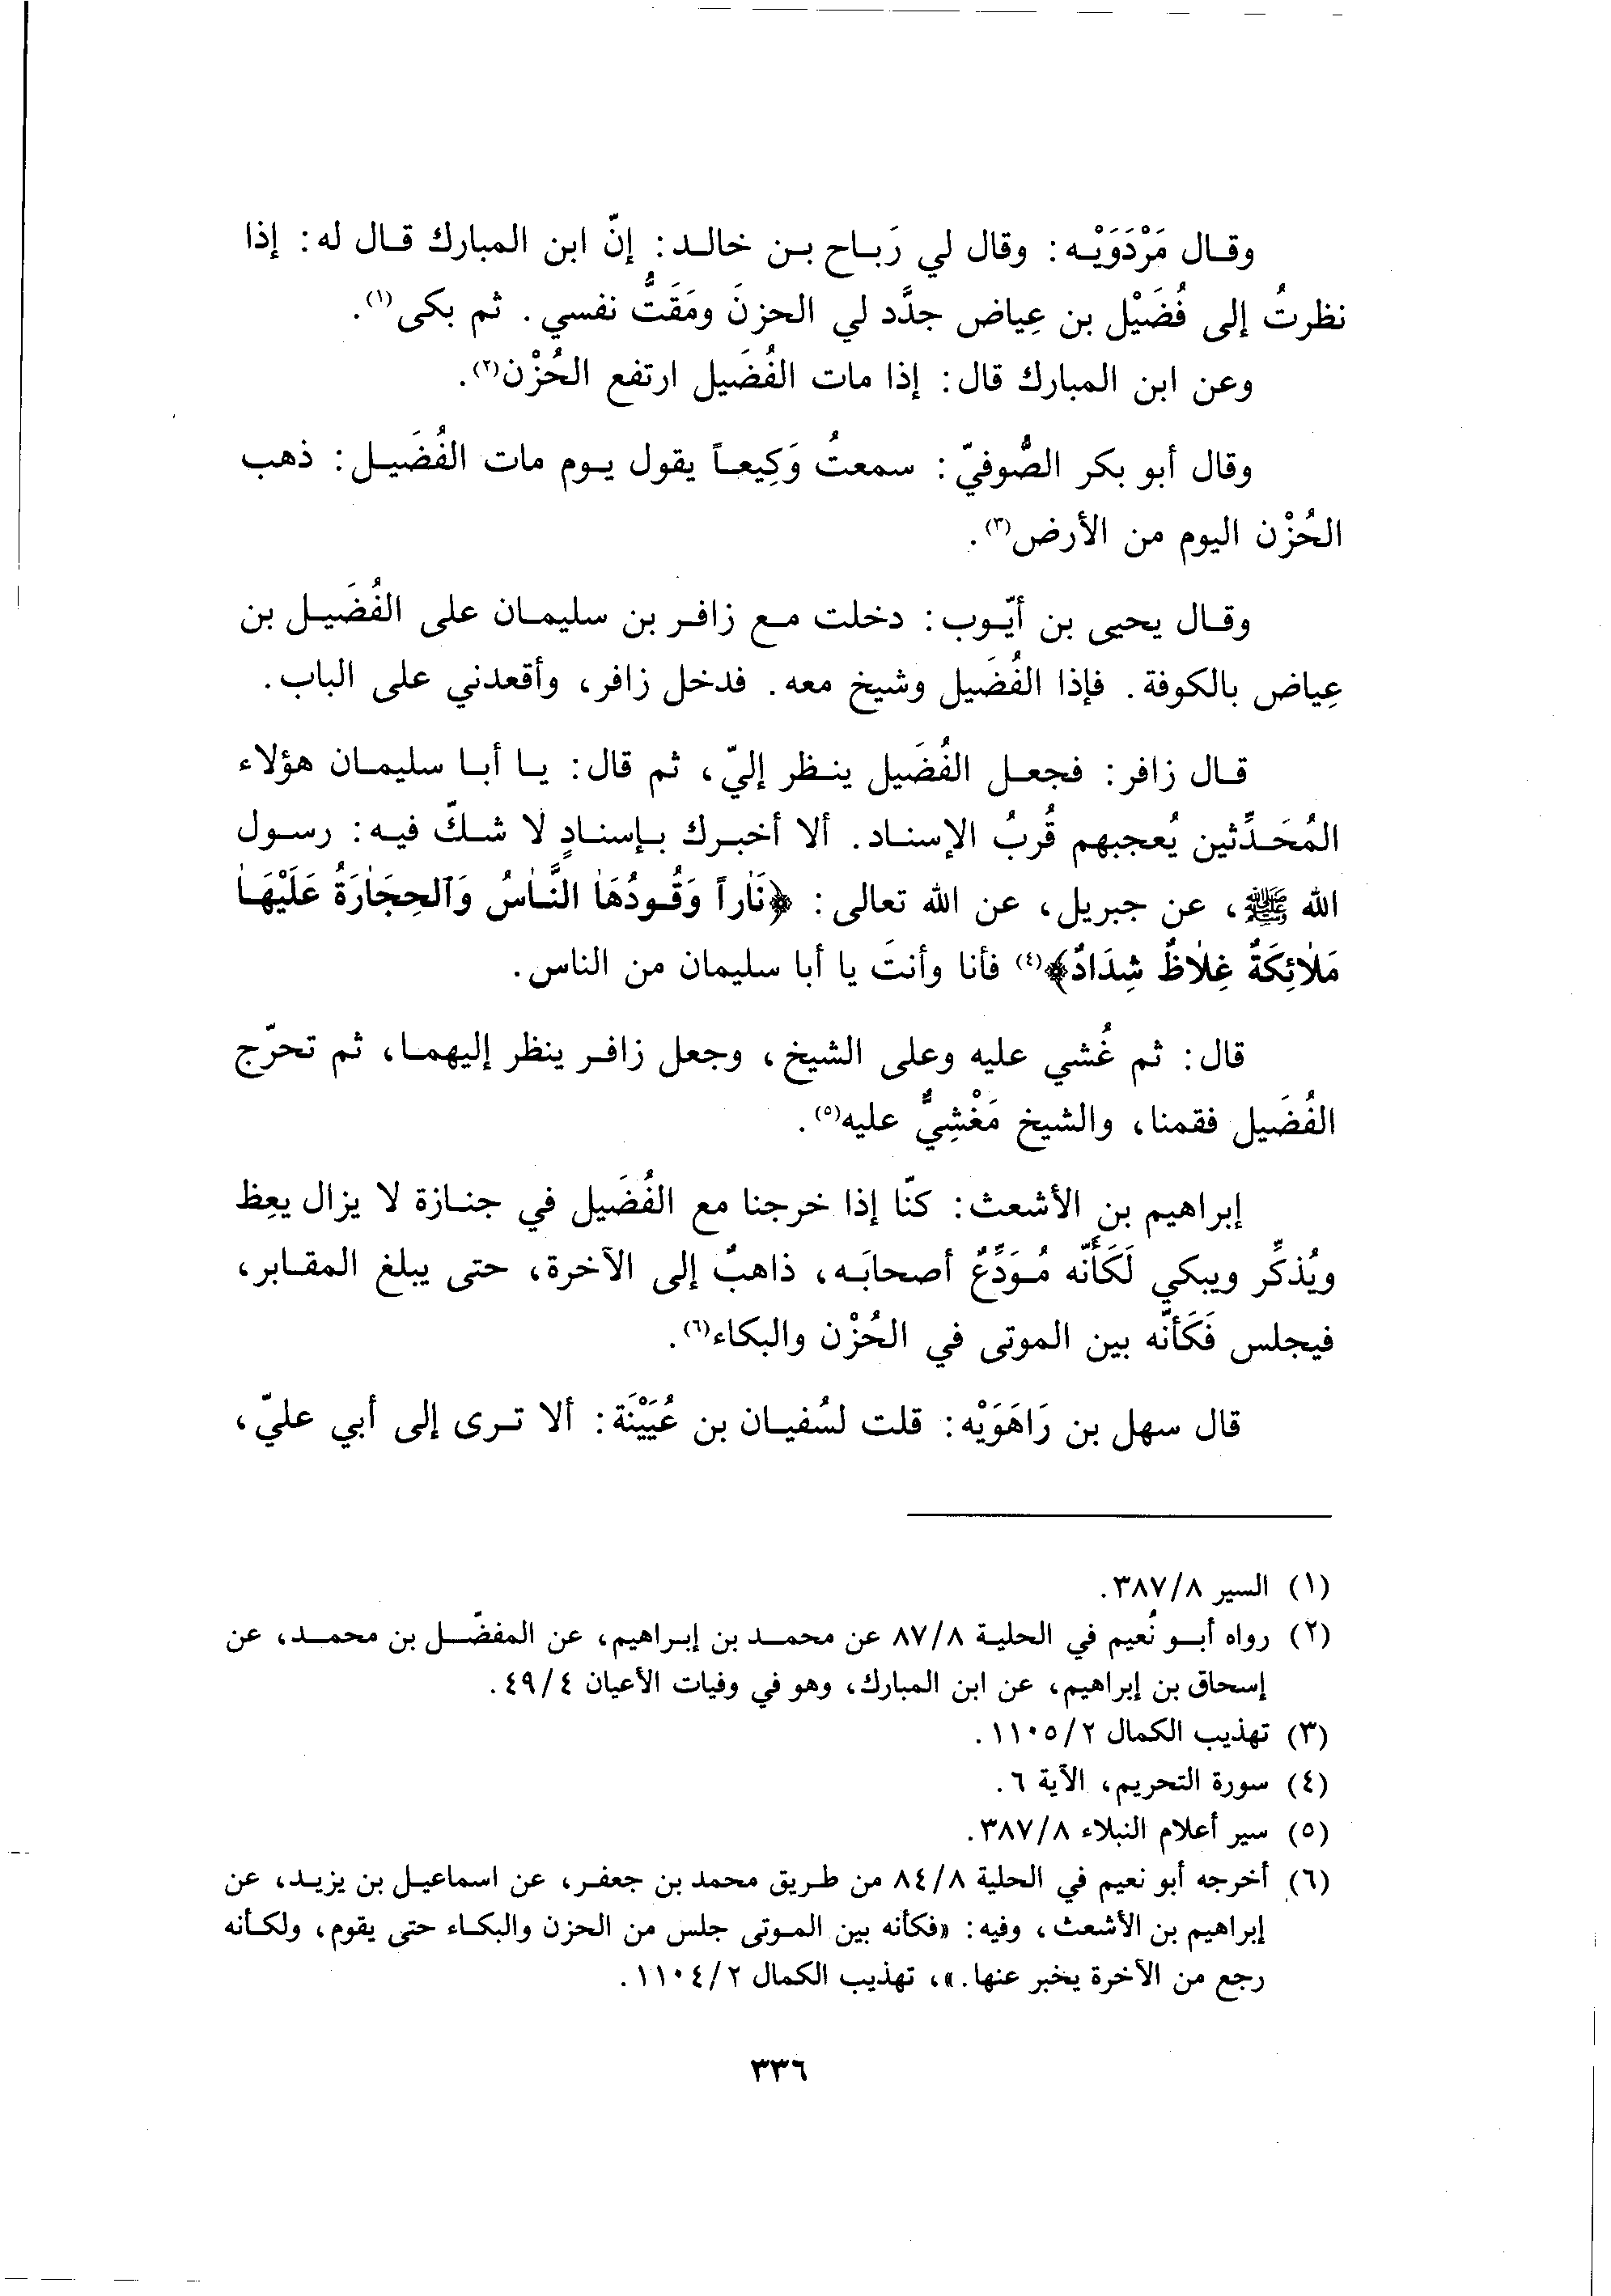 وقال مَرْدَوَيْه: وقال لي رَباح بن خالد: إنّ ابن المبارك قال له: إذا
نظرتُ إلى فُضَيْل بن عِياض جدَّد لي الحزنَ ومَقَتُّ نفسي. ثم بكى(١).
وعن ابن المبارك قال: إذا مات الفُضَيل ارتفع الحُزْن(٢).
وقال أبو بكر الصُّوفيّ: سمعتُ وَكِيعاً يقول يوم مات الفُضَيل: ذهب
الحُزْن اليوم من الأرض(٣).
وقال يحيى بن أيّوب: دخلت مع زافر بن سليمان على الفُضَيل بن
عِياض بالكوفة. فإذا الفُضَيل وشيخ معه. فدخل زافر، وأقعدني على الباب.
قال زافر: فجعل الفُضَيل ينظر إليّ، ثم قال: يا أبا سليمان هؤلاء
المُحَدِّثين يُعجبهم قُربُ الإسناد. ألا أخبرك بإسنادٍ لا شكّ فيه: رسول
الله ﷺ، عن جبريل، عن الله تعالى: ﴿نَاراً وَقُودُهَا النَّاسُ وَٱلحِجَارَةُ عَلَيْهَا
مَلَائِكَةٌ غِلَاظٌ شِدَادٌ﴾(٤) فأنا وأنتَ يا أبا سليمان من الناس.
قال: ثم غُشي عليه وعلى الشيخ، وجعل زافر ينظر إليهما، ثم تحرّج
الفُضَيل فقمنا، والشيخ مَغْشِيٌّ عليه(٥).
إبراهيم بن الأشعث: كنّا إذا خرجنا مع الفُضَيل في جنازة لا يزال يعِظ
ويُذكِّر ويبكي لَكَأَنّه مُوَدِّعٌ أصحابَه، ذاهبٌ إلى الآخرة، حتى يبلغ المقابر،
فيجلس فَكَأنّه بين الموتى في الحُزْن والبكاء(٦).
قال سهل بن رَاهَوَيْه: قلت لسُفيان بن عُيَيْنَة: ألا ترى إلى أبي عليّ،
(١) السير ٣٨٧/٨.
(٢) رواه أبو نُعيم في الحلية ٨٧/٨ عن محمد بن إبراهيم، عن المفضّل بن محمد، عن
إسحاق بن إبراهيم، عن ابن المبارك، وهو في وفيات الأعيان ٤٩/٤.
(٣) تهذيب الكمال ١١٠٥/٢.
(٤) سورة التحريم، الآية ٦.
(٥) سير أعلام النبلاء ٣٨٧/٨.
(٦) أخرجه أبو نعيم في الحلية ٨٤/٨ من طريق محمد بن جعفر، عن اسماعيل بن يزيد، عن
إبراهيم بن الأشعث، وفيه: «فكأنه بين الموتى جلس من الحزن والبكاء حتى يقوم، ولكأنه
رجع من الآخرة يخبر عنها.»، تهذيب الكمال ١١٠٤/٢.
٣٣٦